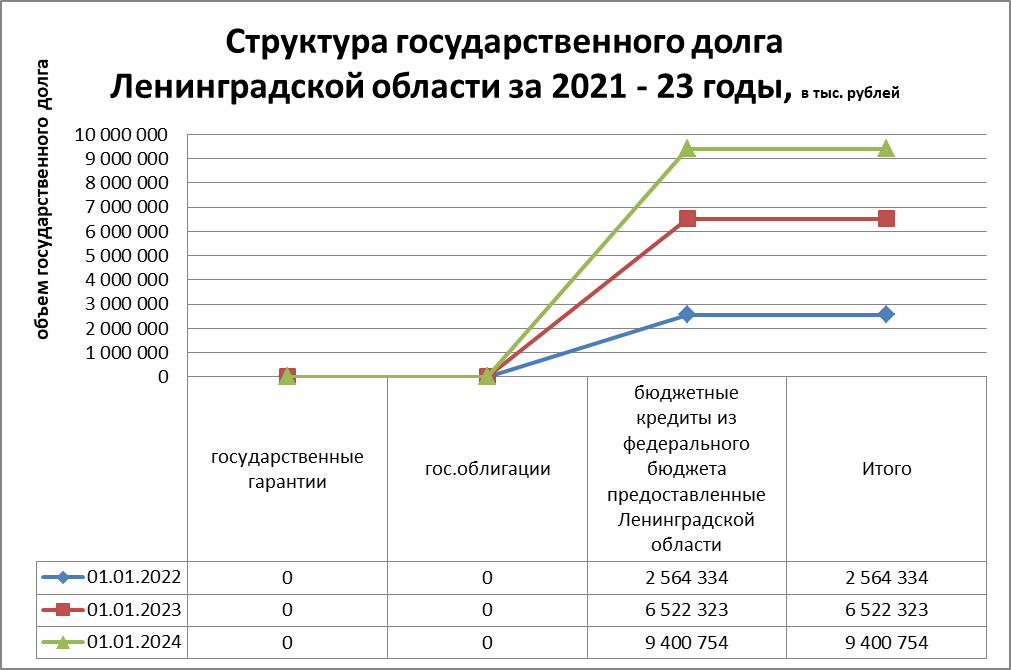 Структура государственного долга
Ленинградской области за 2021 - 23 годы, в тыс. рублей
объем государственного долга
10 000 000
9 000 000
8 000 000
7 000 000
6 000 000
5 000 000
4 000 000
3 000 000
2 000 000
1 000 000
0
государственные
гарантии
гос.облигации
бюджетные
кредиты из
федерального
бюджета
предоставленные
Ленинградской
области
Итого
01.01.2022 0 0 2 564 334 2 564 334
01.01.2023 0 0 6 522 323 6 522 323
01.01.2024 0 0 9 400 754 9 400 754